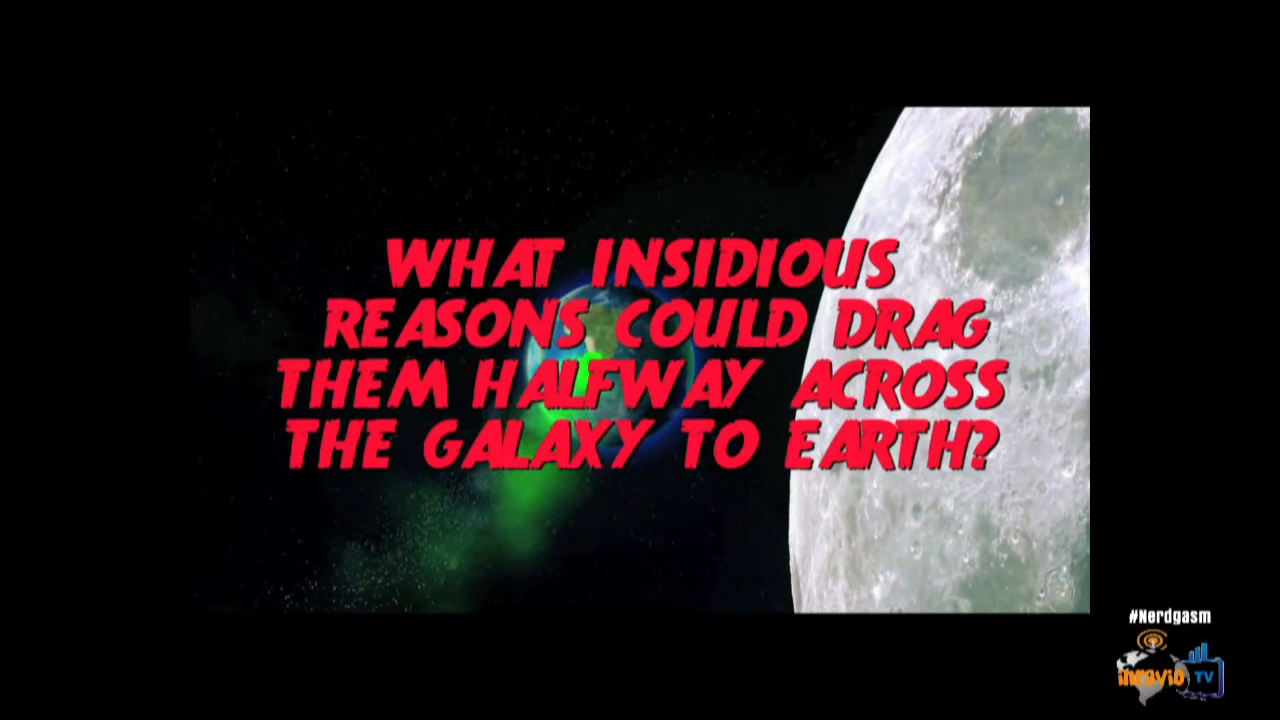 WHAT INSIDIOUS
REASONS COULD DRAG
THEM HALFWAY ACROSS
THE GALAXY TO EARTH?
#Nerdgasm
TV